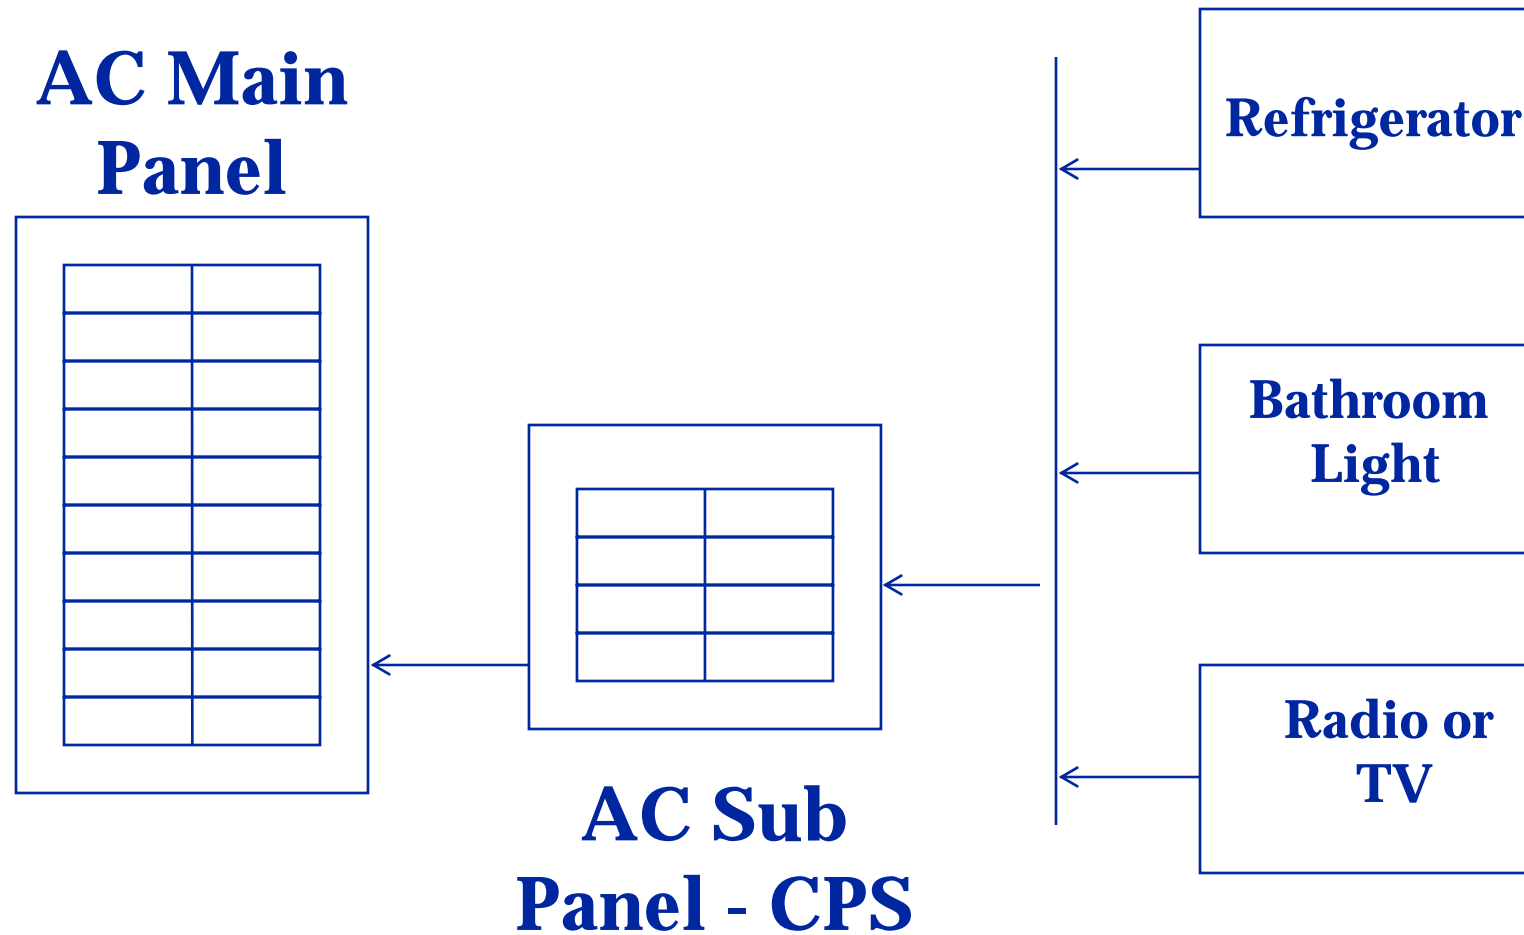 AC Main
Panel
Refrigerator
Bathroom
Light
Radio or
TV
AC Sub
Panel - CPS